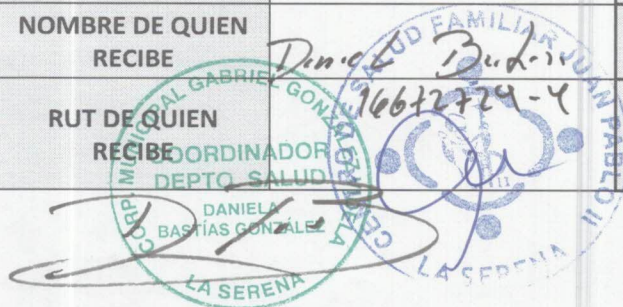 NOMBRE DE QUIEN
RECIBE
RUT DE QUIEN
RECIBE
16672724-4
CORP. MUNICIPAL GABRIEL GONZÁLEZ VIDELA
COORDINADOR
DEPTO. SALUD
DANIELA
BASTÍAS GONZÁLEZ
LA SERENA
SALUD FAMILIAR JUAN PABLO II
LA SERENA